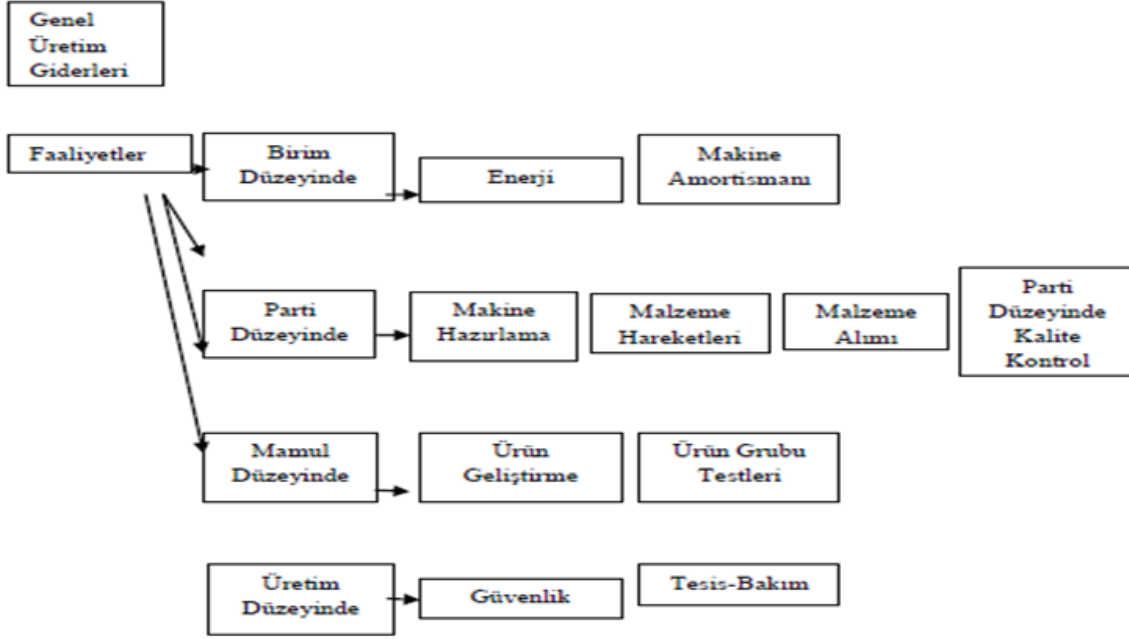 Genel
Üretim
Giderleri
Faaliyetler
Birim
Düzeyinde
Enerji
Makine
Amortismanı
Parti
Düzeyinde
Makine
Hazırlama
Malzeme
Hareketleri
Malzeme
Alımı
Parti
Düzeyinde
Kalite
Kontrol
Mamul
Düzeyinde
Ürün
Geliştirme
Ürün Grubu
Testleri
Üretim
Düzeyinde
Güvenlik
Tesis-Bakım